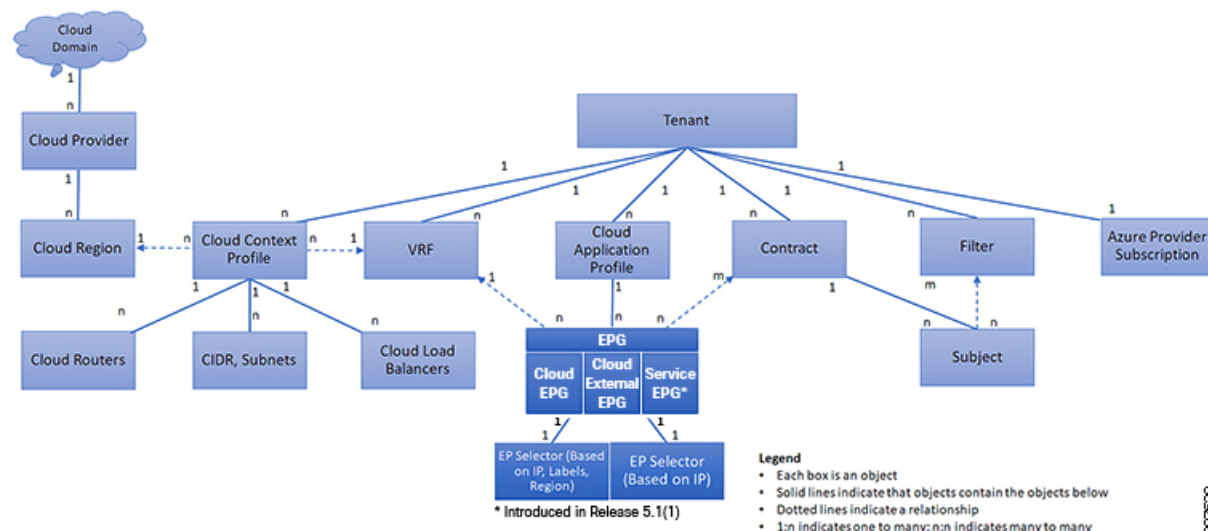 Cloud
Domain
1
n
Cloud Provider
1
n
Cloud Region
Tenant
1
1
1
1
1
1
n
n
n
n
n
1
1
n
Cloud Context
Profile
n
1
VRF
Cloud
Application
Profile
Contract
Filter
Azure Provider
Subscription
1
1
1
n
n
n
Cloud Routers
CIDR, Subnets
Cloud Load
Balancers
1
n
1
n
m
n
1
n
m
n
Subject
EPG
Cloud
EPG
Cloud
External
EPG
Service
EPG*
1
1
1
1
EP Selector (Based
on IP, Labels,
Region)
EP Selector
(Based on IP)
* Introduced in Release 5.1(1)
Legend
• Each box is an object
• Solid lines indicate that objects contain the objects below
• Dotted lines indicate a relationship
• 1:n indicates one to many; n:n indicates many to many